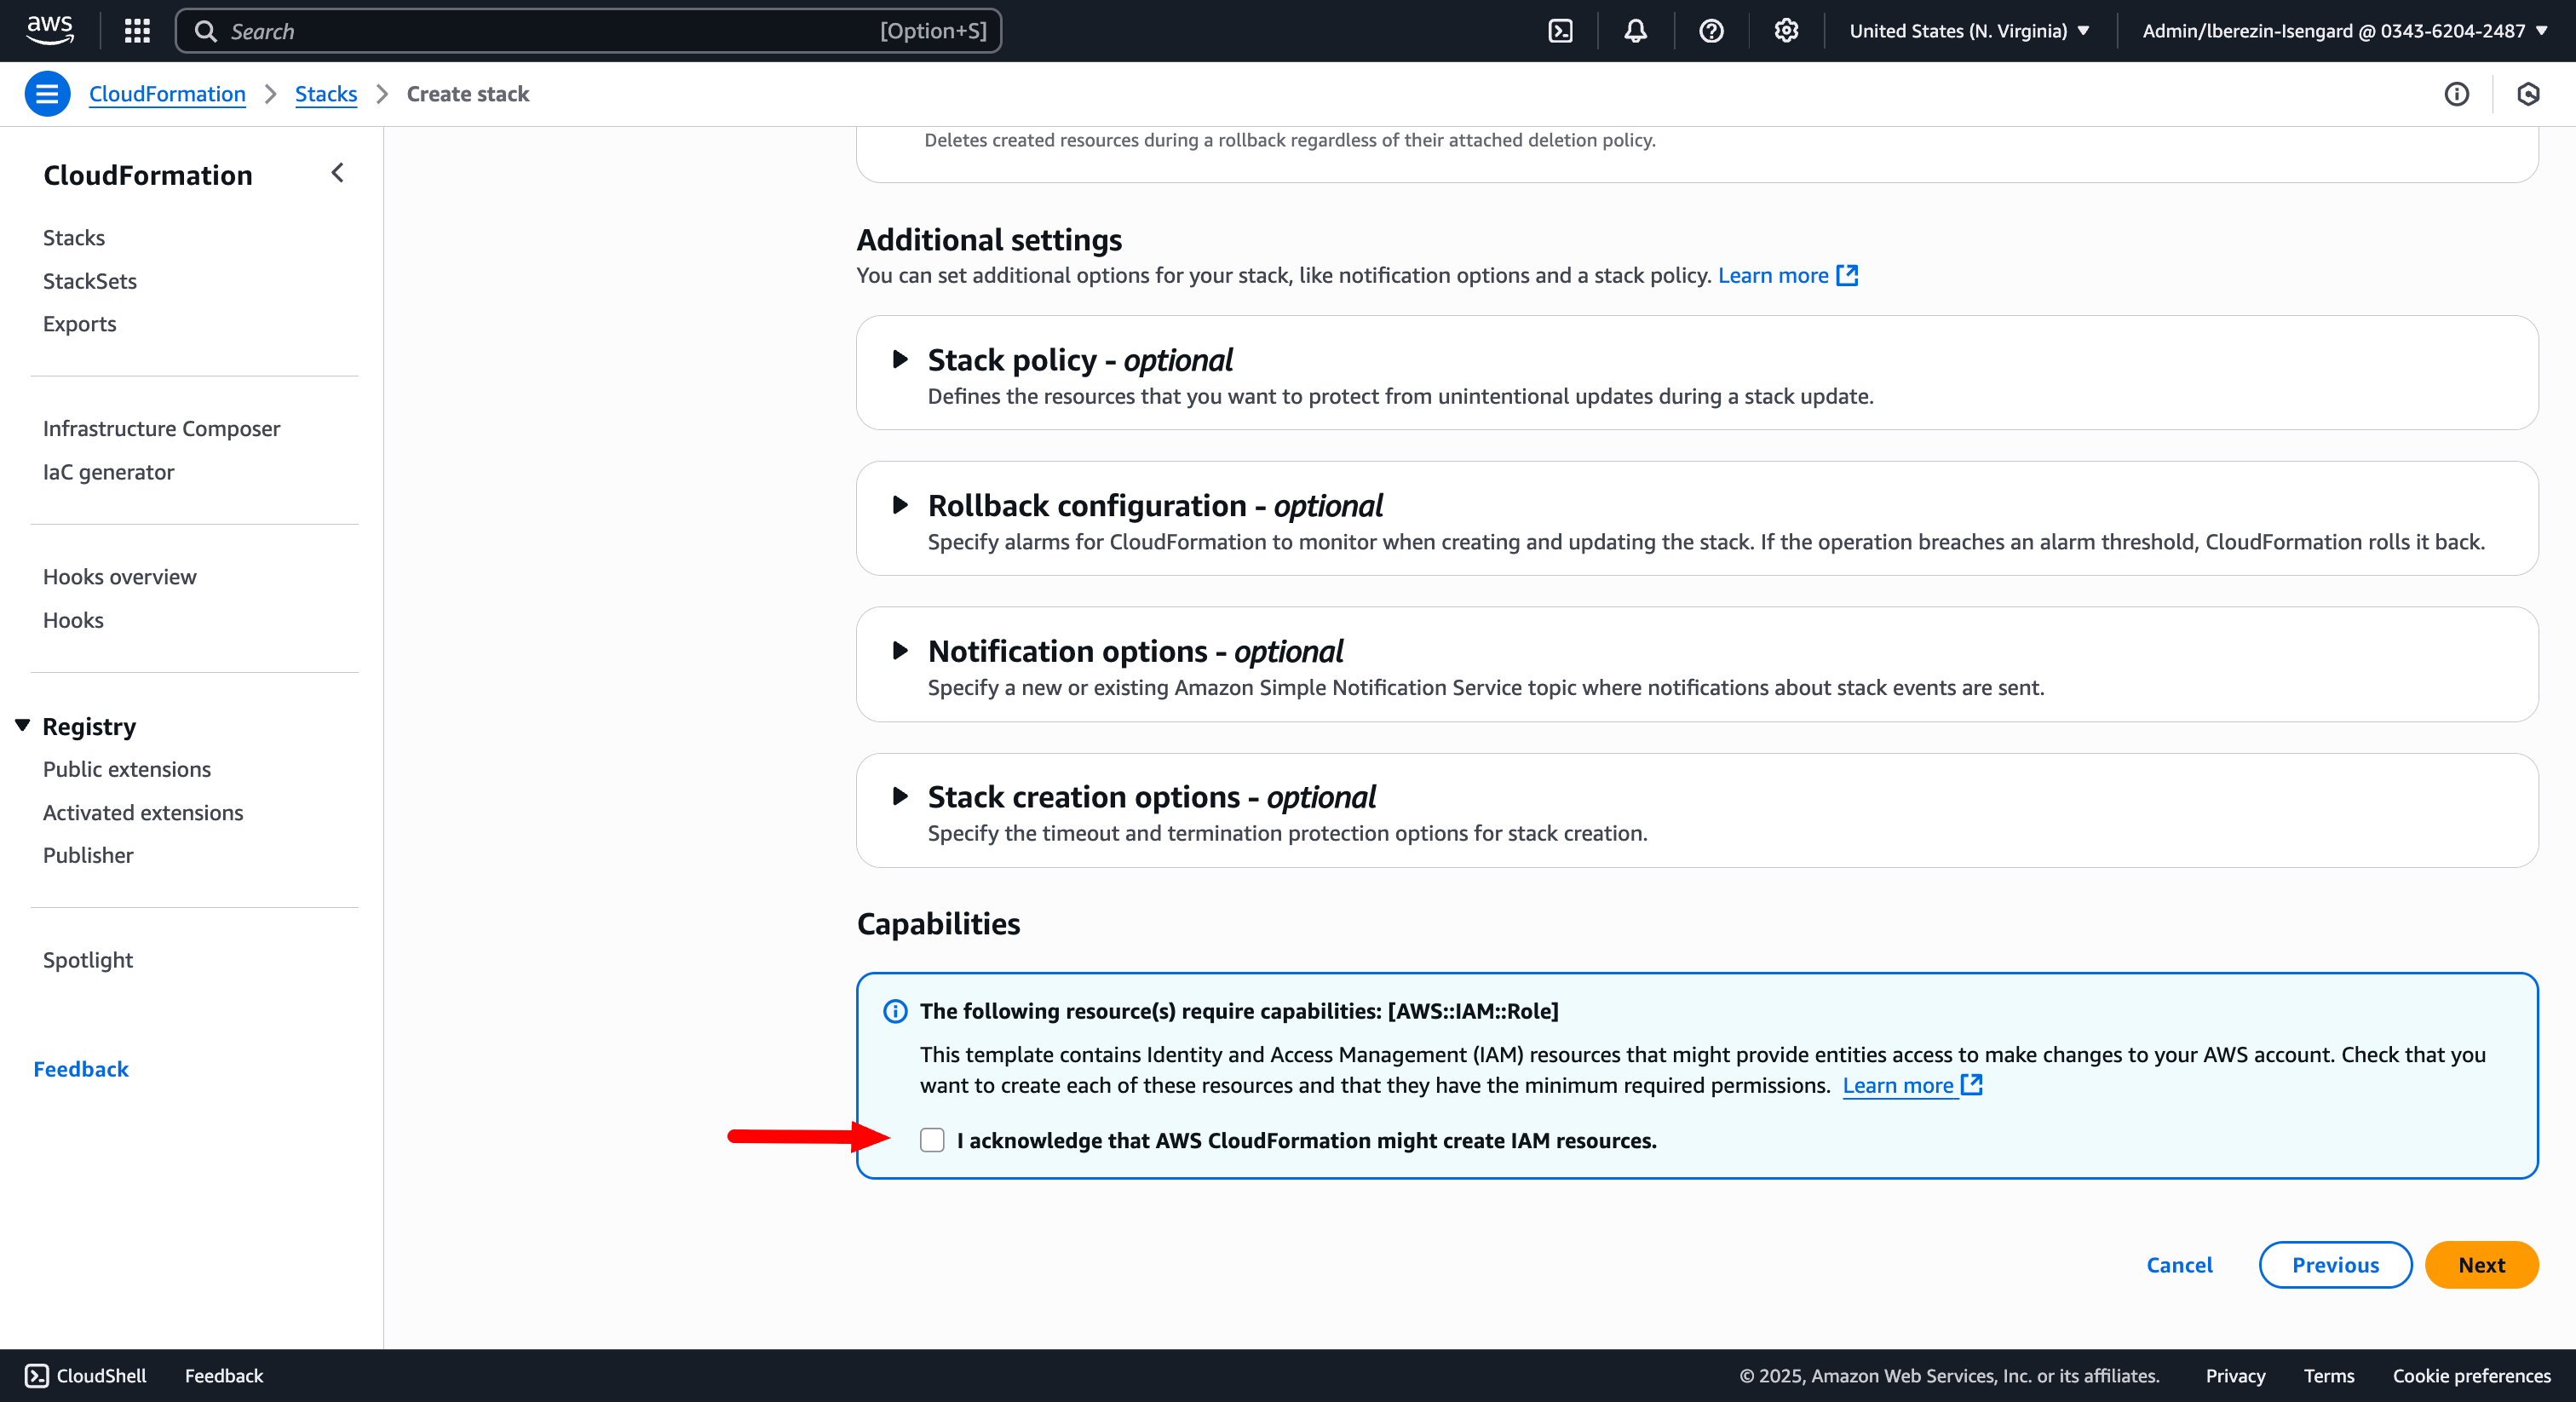 aws
Search
[Option+S]
United States (N. Virginia)
Admin/lberezin-Isengard @ 0343-6204-2487
CloudFormation
Stacks
Create stack
CloudFormation
Stacks
StackSets
Exports
Infrastructure Composer
IaC generator
Hooks overview
Hooks
Registry
Public extensions
Activated extensions
Publisher
Spotlight
Feedback
Deletes created resources during a rollback regardless of their attached deletion policy.
Additional settings
You can set additional options for your stack, like notification options and a stack policy. Learn more
Stack policy - optional
Defines the resources that you want to protect from unintentional updates during a stack update.
Rollback configuration - optional
Specify alarms for CloudFormation to monitor when creating and updating the stack. If the operation breaches an alarm threshold, CloudFormation rolls it back.
Notification options - optional
Specify a new or existing Amazon Simple Notification Service topic where notifications about stack events are sent.
Stack creation options - optional
Specify the timeout and termination protection options for stack creation.
Capabilities
The following resource(s) require capabilities: [AWS::IAM::Role]
This template contains Identity and Access Management (IAM) resources that might provide entities access to make changes to your AWS account. Check that you
want to create each of these resources and that they have the minimum required permissions. Learn more
I acknowledge that AWS CloudFormation might create IAM resources.
Cancel
Previous
Next
CloudShell
Feedback
© 2025, Amazon Web Services, Inc. or its affiliates.
Privacy
Terms
Cookie preferences